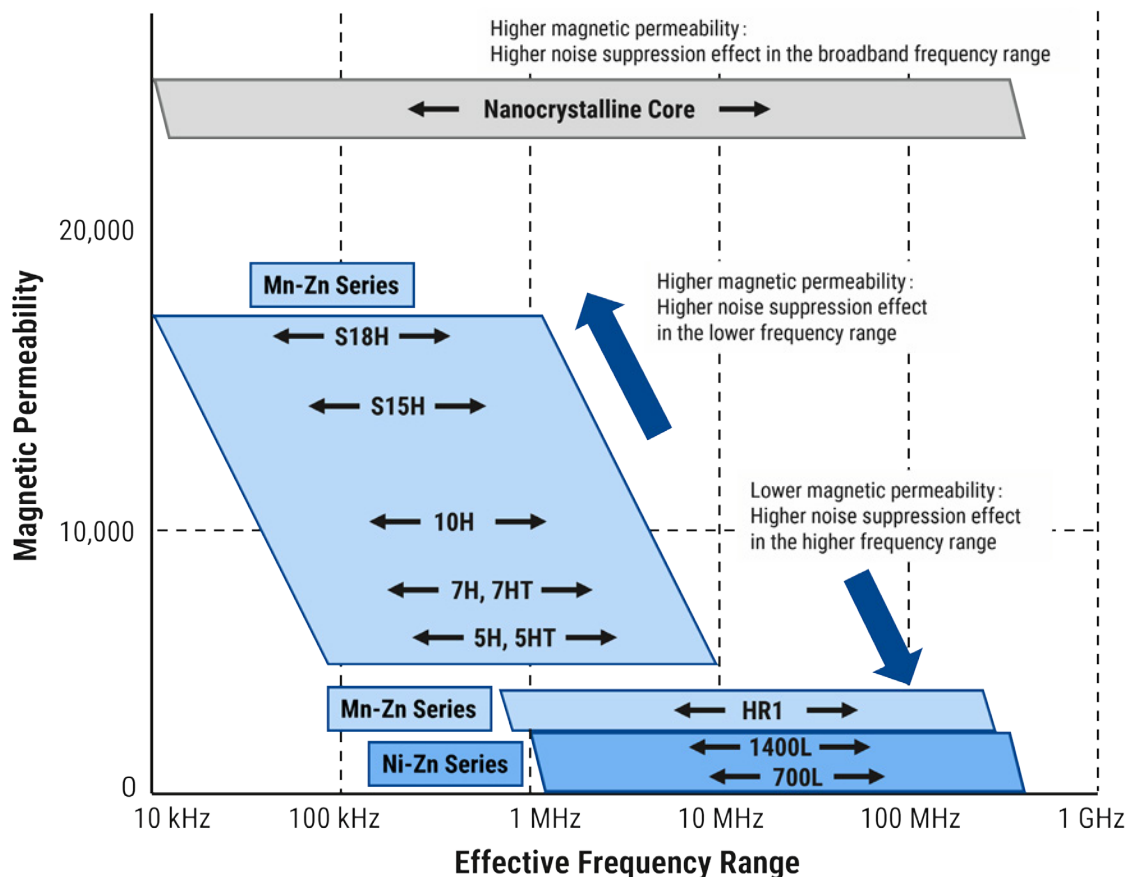 Higher magnetic permeability:
Higher noise suppression effect in the broadband frequency range
Nanocrystalline Core
20,000
Mn-Zn Series
Higher magnetic permeability:
Higher noise suppression effect
in the lower frequency range
S18H
S15H
Magnetic Permeability
Lower magnetic permeability:
Higher noise suppression effect
in the higher frequency range
10,000
10H
7H, 7HT
5H, 5HT
Mn-Zn Series
HR1
Ni-Zn Series
1400L
700L
0
10 kHz
100 kHz
1 MHz
10 MHz
100 MHz
1 GHz
Effective Frequency Range